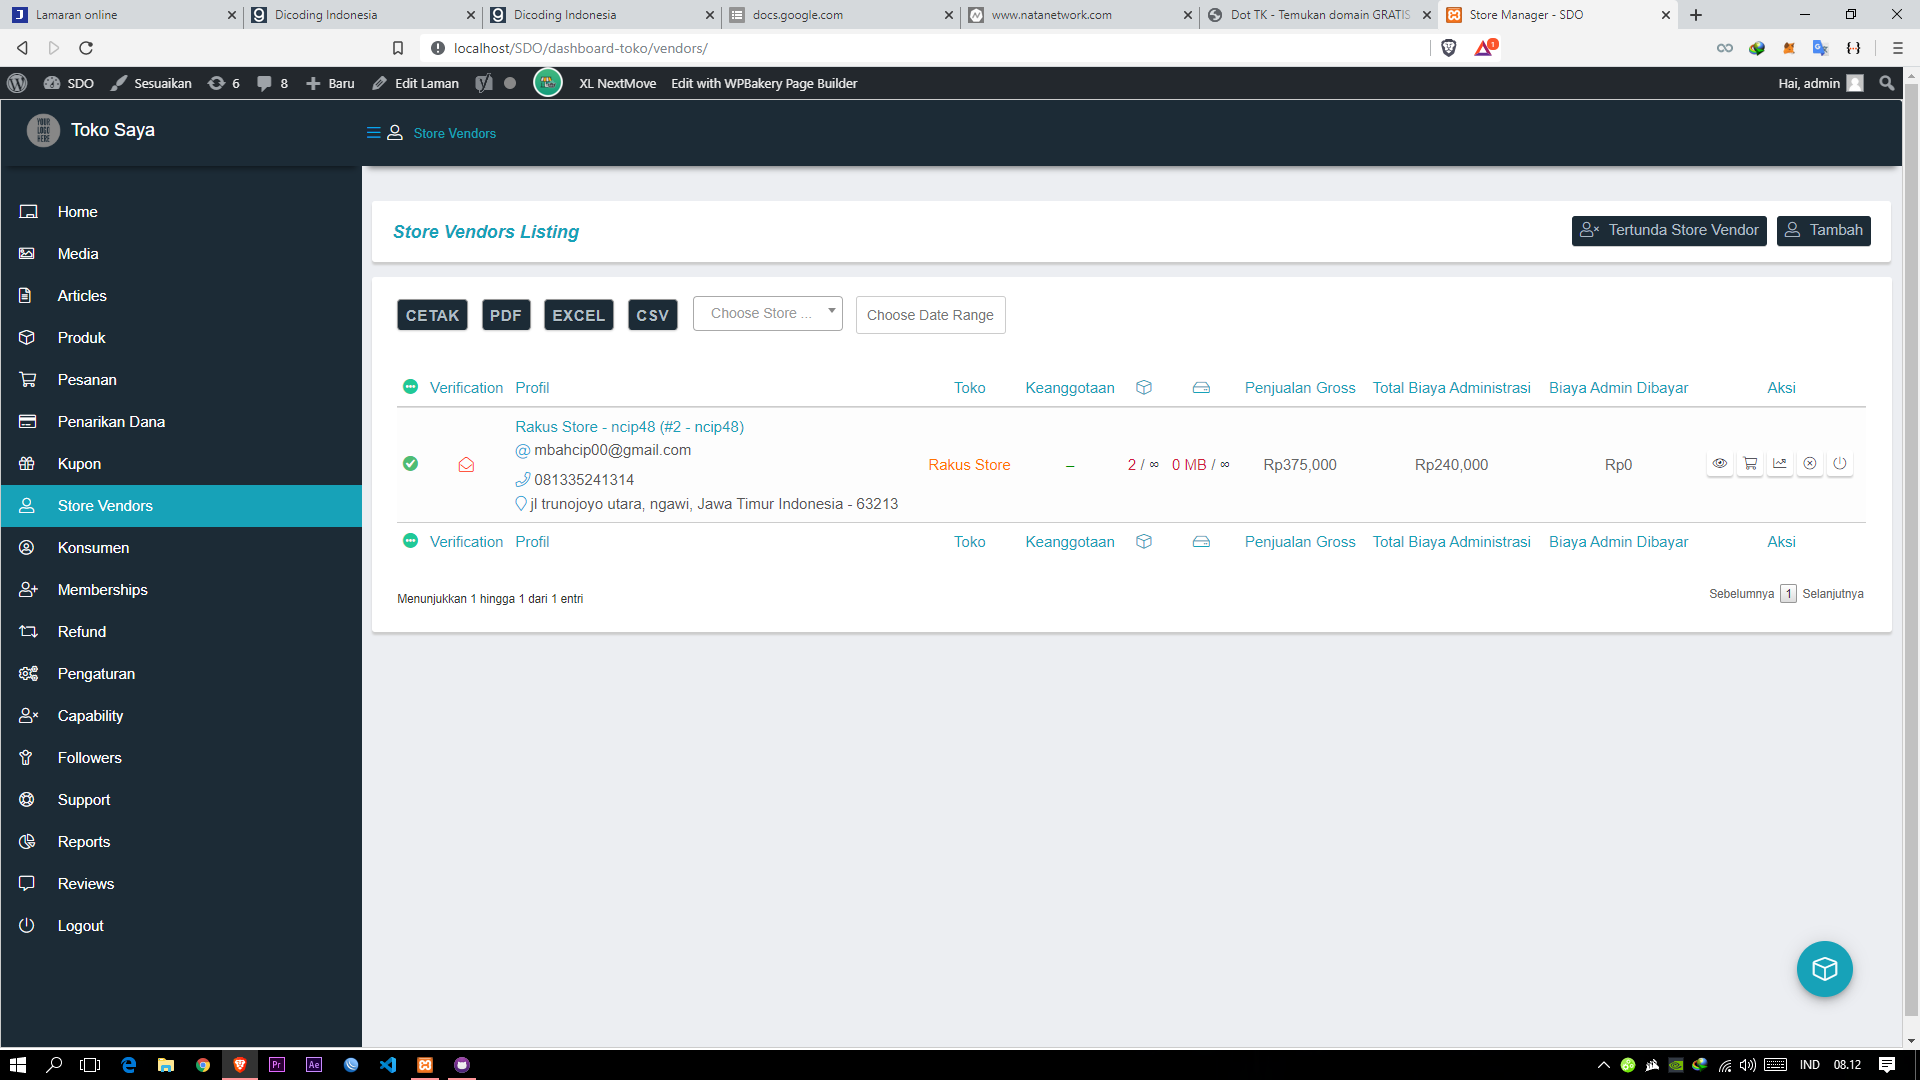 Lamaran online
Dicoding Indonesia
Dicoding Indonesia
docs.google.com
www.natanetwork.com
Dot TK - Temukan domain GRATIS
Store Manager - SDO
localhost/SDO/dashboard-toko/vendors/
1
SDO
Sesuaikan
6
8
Baru
Edit Laman
XL NextMove
Edit with WPBakery Page Builder
Hai, admin
YOUR LOGO HERE
Toko Saya
Store Vendors
Home
Media
Articles
Produk
Pesanan
Penarikan Dana
Kupon
Store Vendors
Konsumen
Memberships
Refund
Pengaturan
Capability
Followers
Support
Reports
Reviews
Logout
Store Vendors Listing
Tertunda Store Vendor
Tambah
CETAK PDF EXCEL CSV Choose Store ... Choose Date Range
Verification Profil Toko Keanggotaan Penjualan Gross Total Biaya Administrasi Biaya Admin Dibayar Aksi
Rakus Store - ncip48 (#2 - ncip48)
@ mbahcip00@gmail.com
081335241314
jl trunojoyo utara, ngawi, Jawa Timur Indonesia - 63213
Rakus Store – 2 / ∞ 0 MB / ∞ Rp375,000 Rp240,000 Rp0
Verification Profil Toko Keanggotaan Penjualan Gross Total Biaya Administrasi Biaya Admin Dibayar Aksi
Menunjukkan 1 hingga 1 dari 1 entri
Sebelumnya 1 Selanjutnya
Pr
Ae
IND
08.12